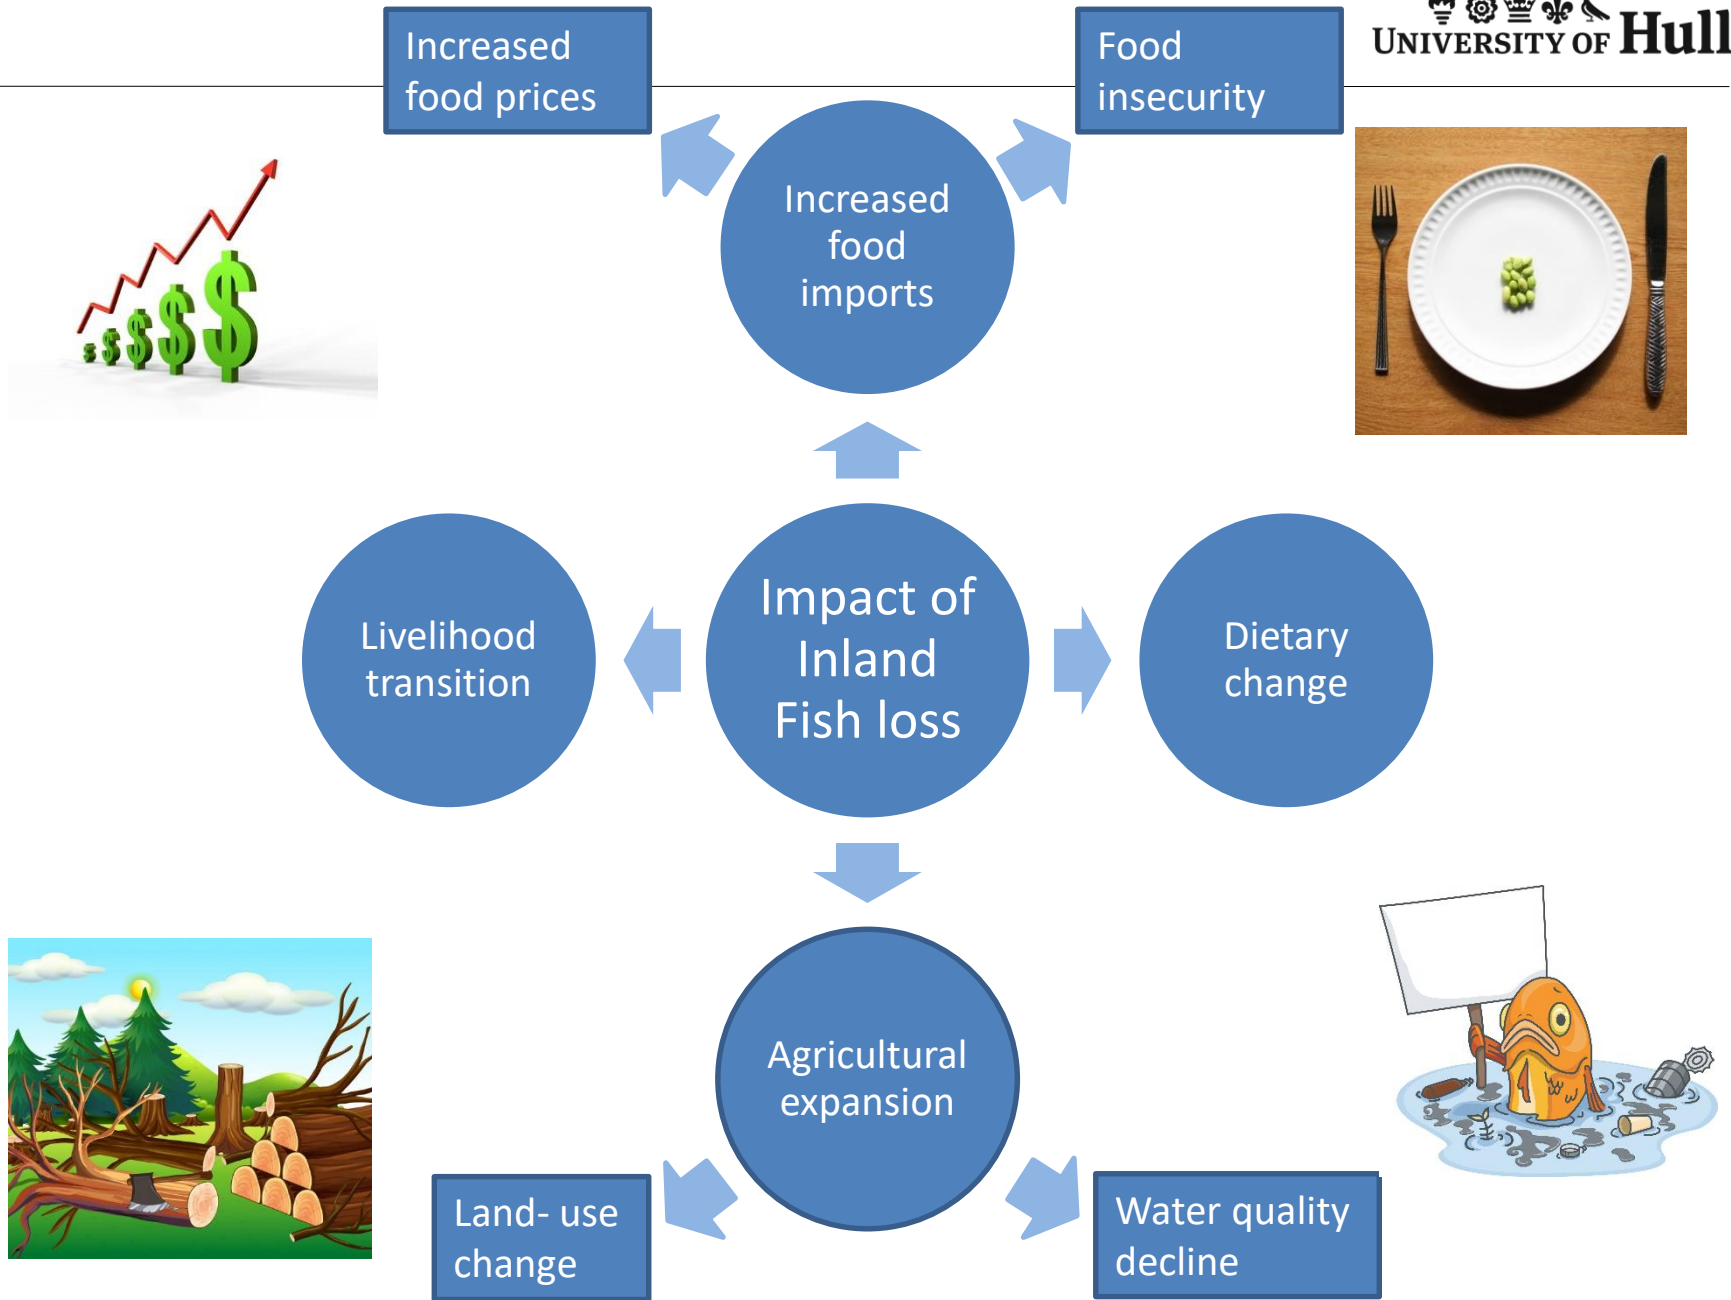 UNIVERSITY OF Hull
Increased
food prices
Food
insecurity
Increased
food
imports
Livelihood
transition
Impact of
Inland
Fish loss
Dietary
change
Agricultural
expansion
Land- use
change
Water quality
decline